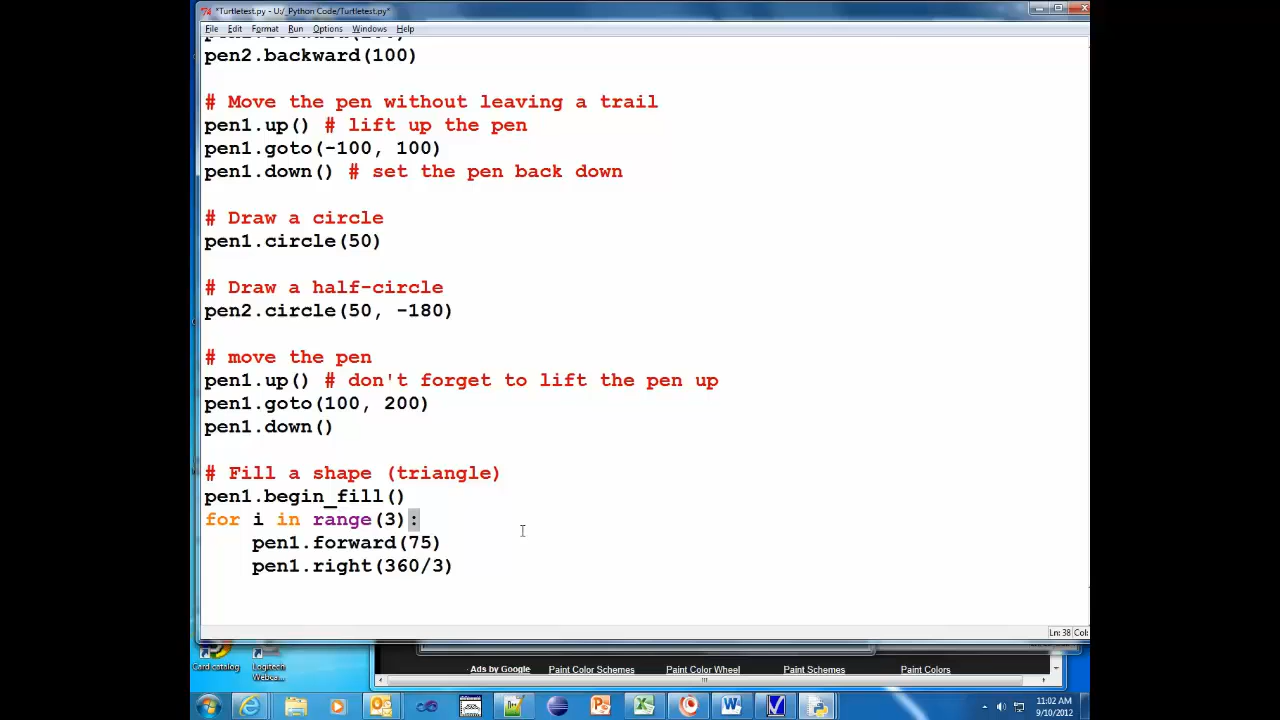 *Turtletest.py - U:/_Python Code/Turtletest.py*
File Edit Format Run Options Windows Help
pen2.backward(100)
# Move the pen without leaving a trail
pen1.up() # lift up the pen
pen1.goto(-100, 100)
pen1.down() # set the pen back down
# Draw a circle
pen1.circle(50)
# Draw a half-circle
pen2.circle(50, -180)
# move the pen
pen1.up() # don't forget to lift the pen up
pen1.goto(100, 200)
pen1.down()
# Fill a shape (triangle)
pen1.begin_fill()
for i in range(3):
    pen1.forward(75)
    pen1.right(360/3)
Ln: 38 Col:
Card catalog
Logitech Webca...
Ads by Google Paint Color Schemes Paint Color Wheel Paint Schemes Paint Colors
11:02 AM
9/10/2012